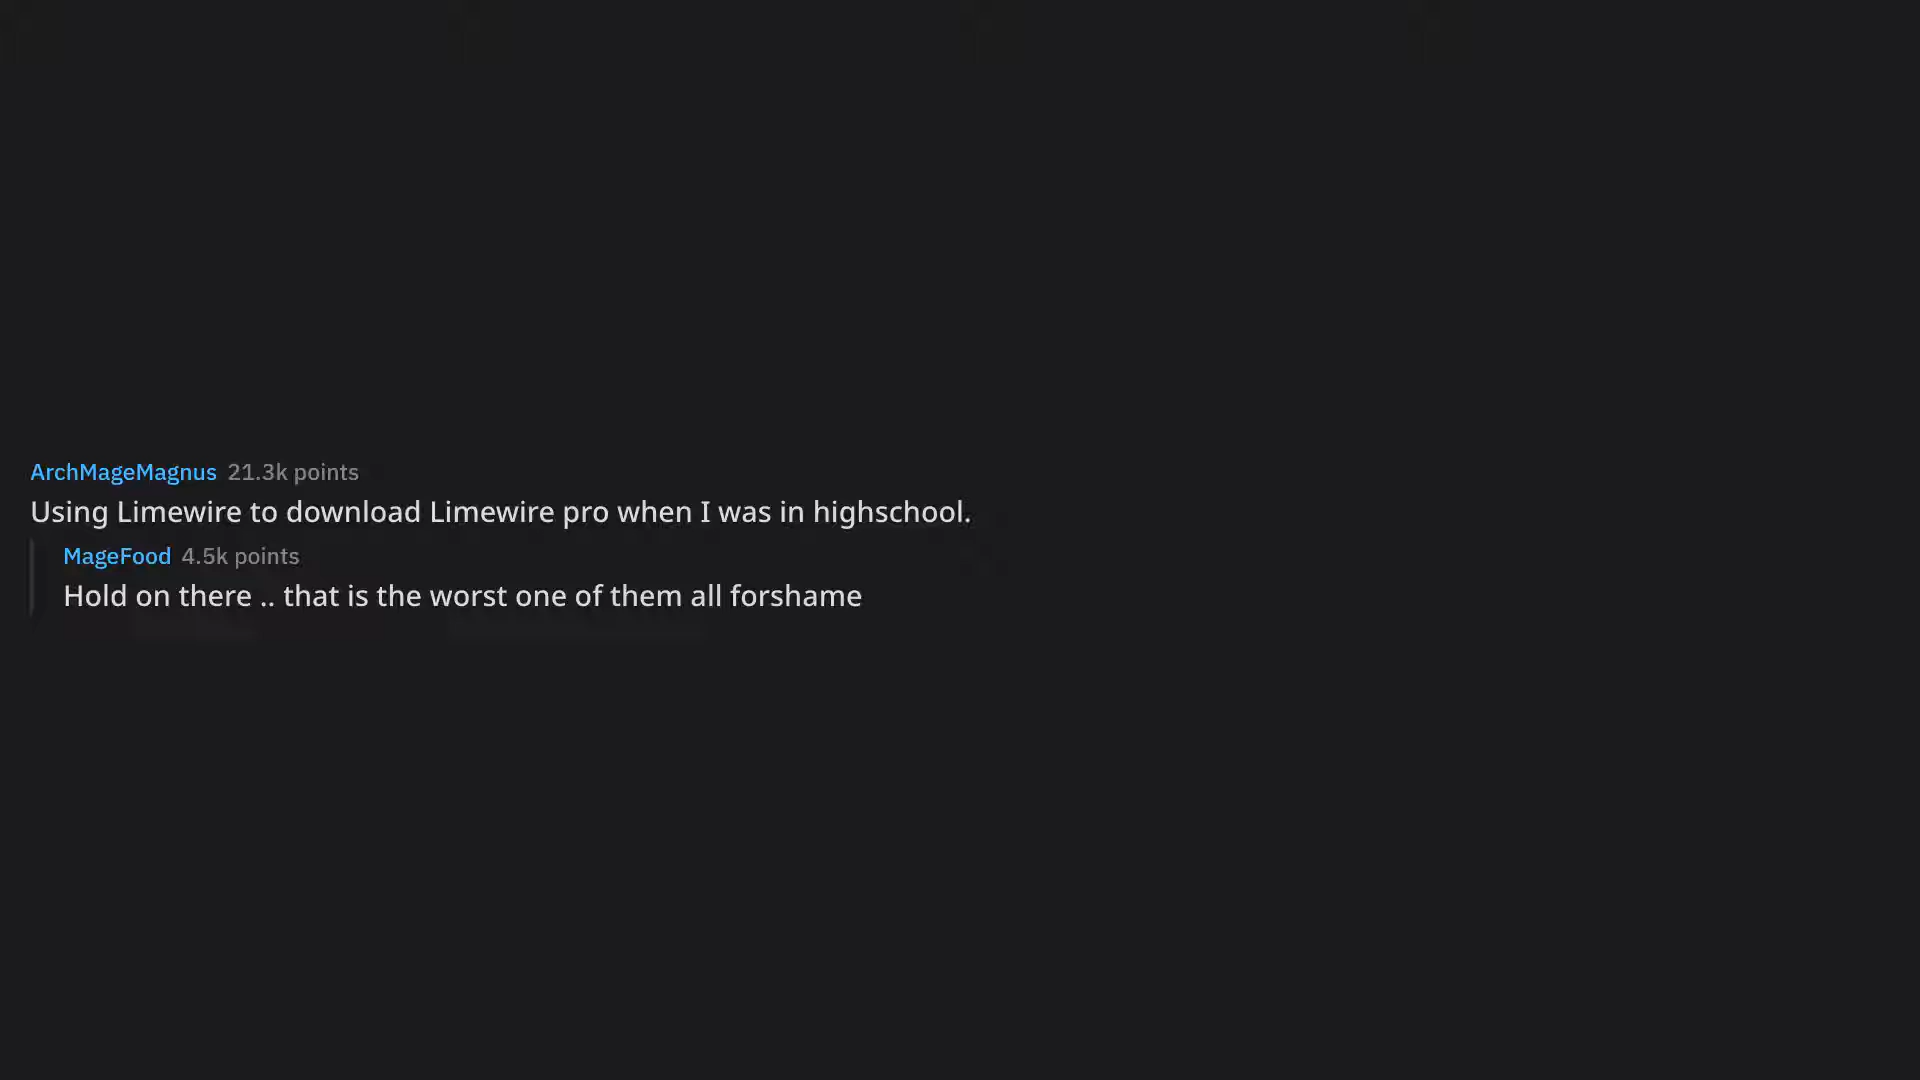 ArchMageMagnus 21.3k points
Using Limewire to download Limewire pro when I was in highschool.
MageFood 4.5k points
Hold on there .. that is the worst one of them all forshame